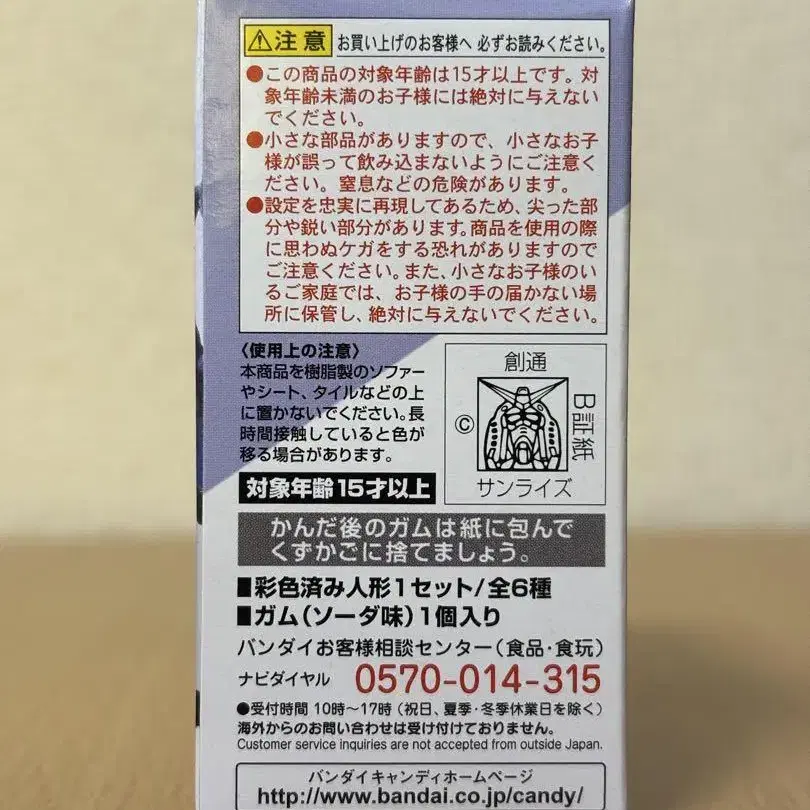 注意 お買い上げのお客様へ 必ずお読みください。
●この商品の対象年齢は15才以上です。対
象年齢未満のお子様には絶対に与えない
でください。
●小さな部品がありますので、小さなお子
様が誤って飲み込まないようにご注意く
ださい。窒息などの危険があります。
●設定を忠実に再現してあるため、尖った部
分や鋭い部分があります。商品を使用の際
に思わぬケガをする恐れがありますので
ご注意ください。また、小さなお子様のい
るご家庭では、お子様の手の届かない場
所に保管し、絶対に与えないでください。
〈使用上の注意〉
本商品を樹脂製のソファー
やシート、タイルなどの上
に置かないでください。長
時間接触していると色が
移る場合があります。
対象年齢15才以上
創通
©
B証紙
サンライズ
かんだ後のガムは紙に包んで
くずかごに捨てましょう。
■彩色済み人形1セット/全6種
■ガム(ソーダ味)1個入り
バンダイお客様相談センター(食品・食玩)
ナビダイヤル 0570-014-315
●受付時間 10時〜17時(祝日、夏季・冬季休業日を除く)
海外からのお問い合わせは受け付けておりません。
Customer service inquiries are not accepted from outside Japan.
バンダイキャンディホームページ
http://www.bandai.co.jp/candy/